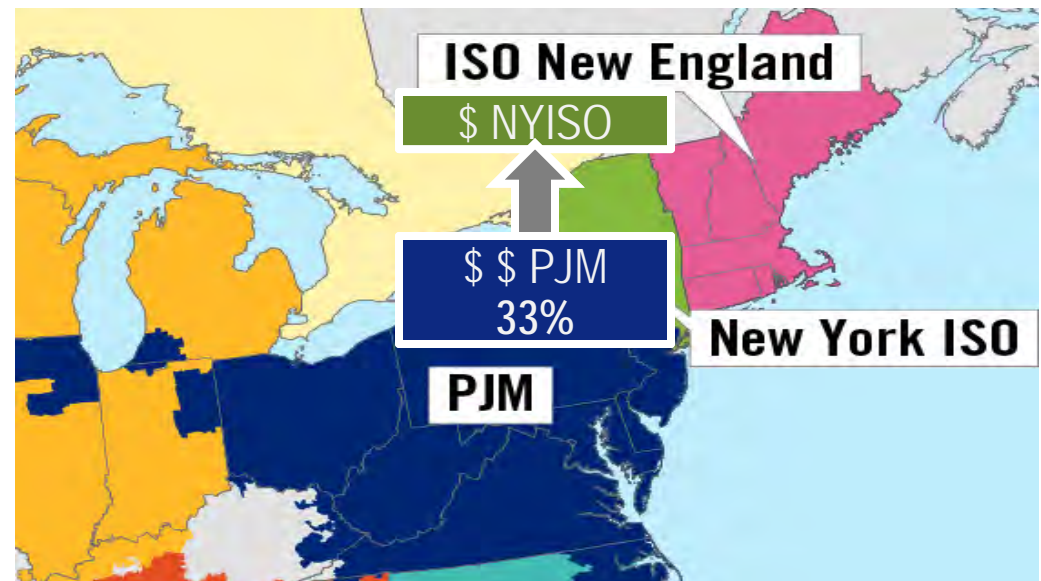 ISO New England
$ NYISO
$ $ PJM
33%
New York ISO
PJM